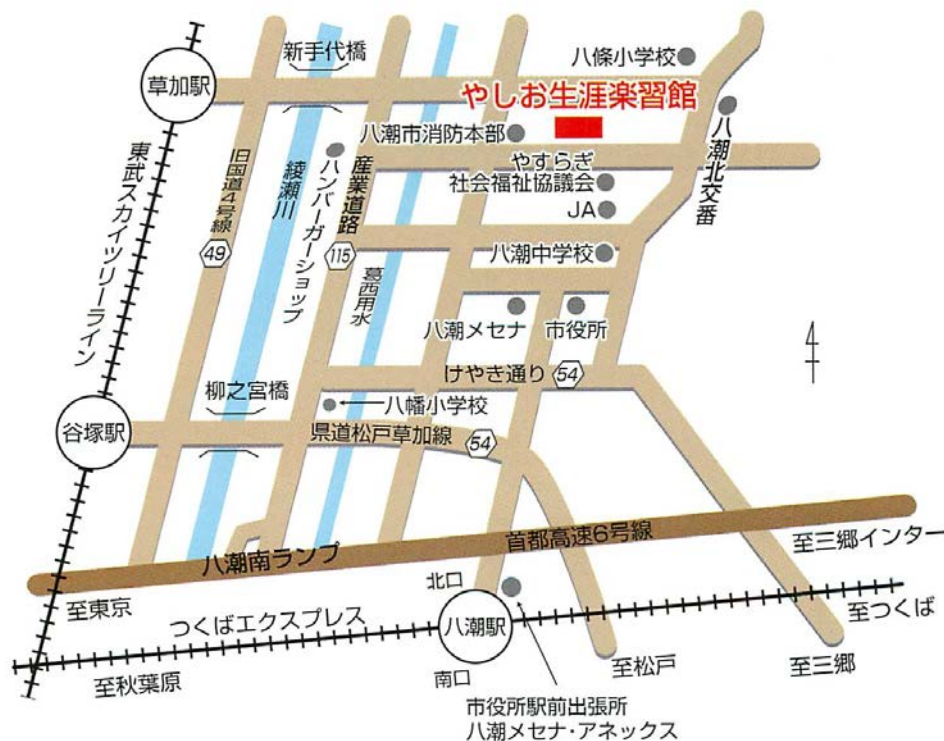 新手代橋
八條小学校
草加駅
やしお生涯楽習館
八潮市消防本部
やすらぎ
社会福祉協議会
JA
八潮北交番
東武スカイツリーライン
旧国道4号線
綾瀬川
ハンバーガーショップ
産業道路
49
115
葛西用水
八潮中学校
八潮メセナ
市役所
けやき通り
54
柳之宮橋
八幡小学校
谷塚駅
県道松戸草加線
54
八潮南ランプ
首都高速6号線
至三郷インター
至東京
北口
つくばエクスプレス
八潮駅
至つくば
至秋葉原
南口
至松戸
至三郷
市役所駅前出張所
八潮メセナ・アネックス
4